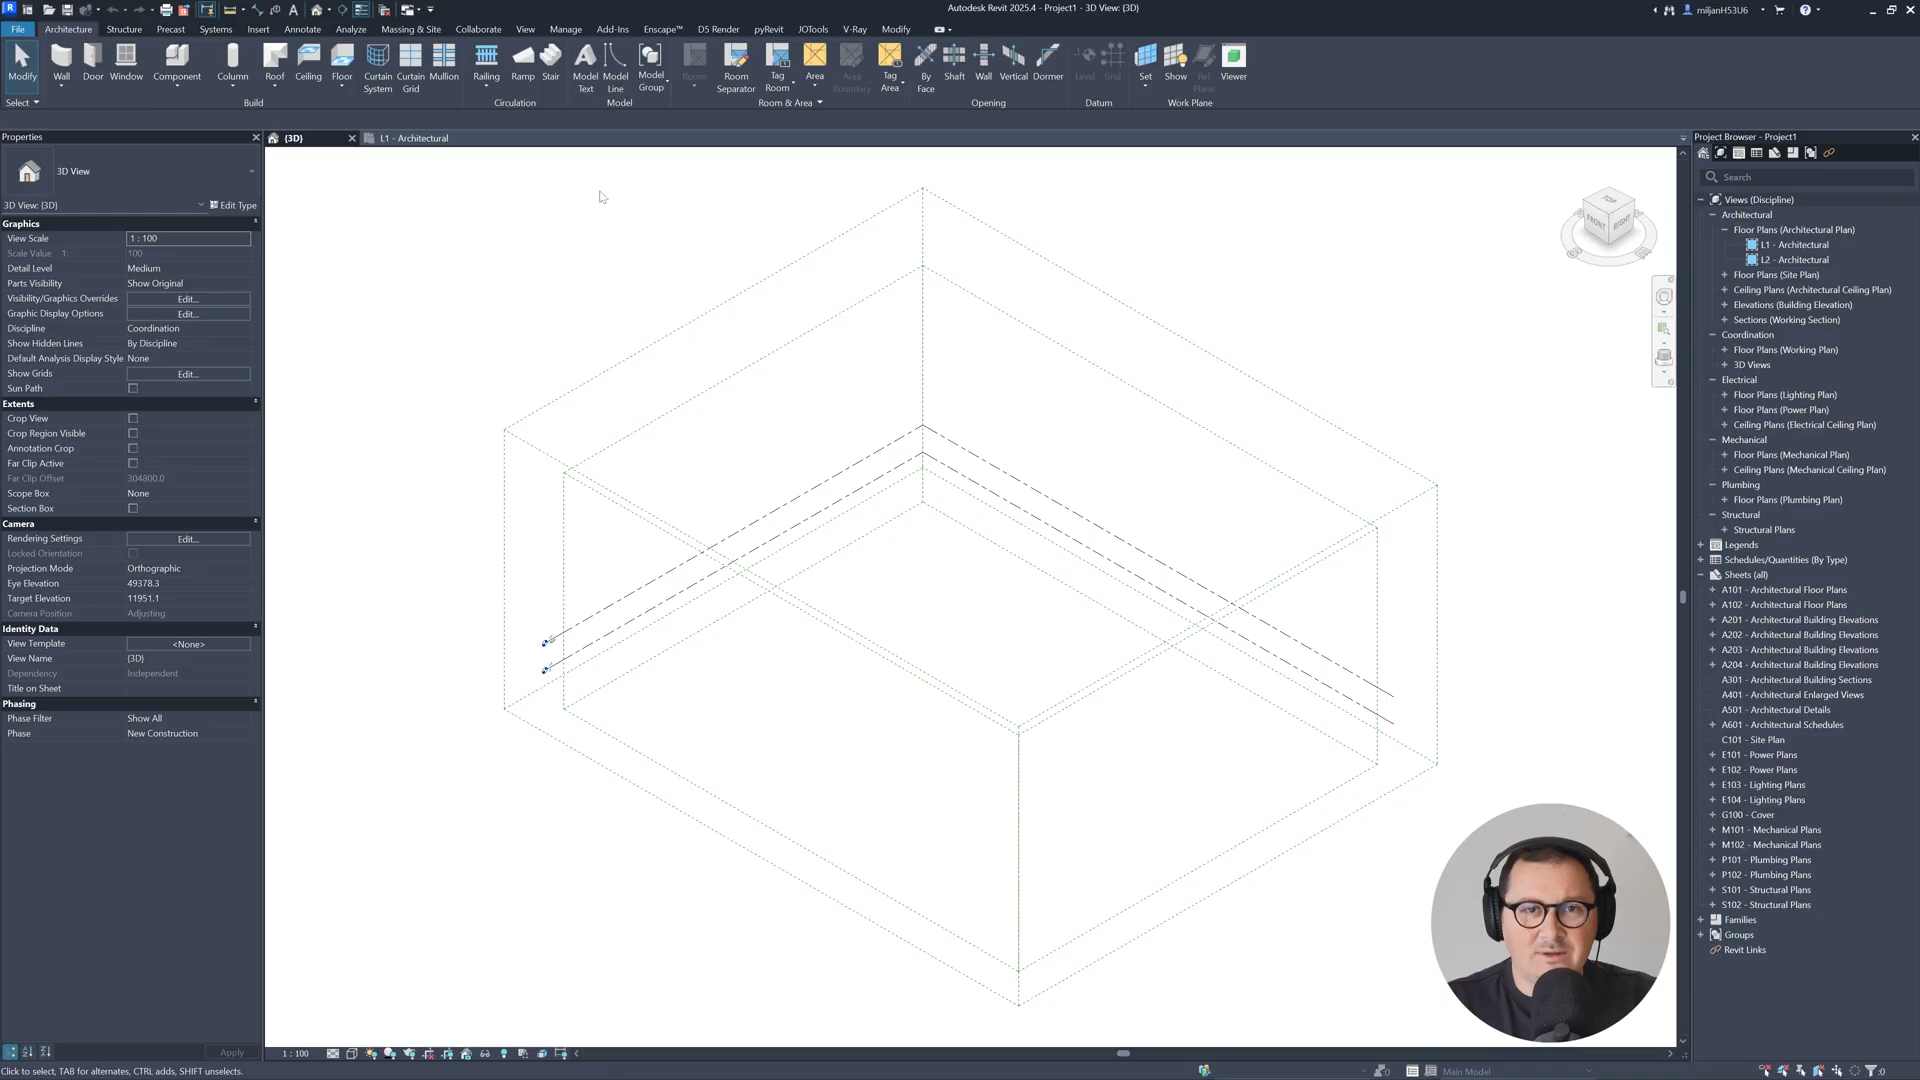 Autodesk Revit 2025.4 - Project1 - 3D View: {3D}
miljanH53U6
File Architecture Structure Precast Systems Insert Annotate Analyze Massing & Site Collaborate View Manage Add-Ins Enscape™ D5 Render pyRevit JOTools V-Ray Modify
Modify Wall Door Window Component Column Roof Ceiling Floor Curtain System Curtain Grid Mullion Railing Ramp Stair Model Text Model Line Model Group Room Room Separator Tag Room Area Area Boundary Tag Area By Face Shaft Wall Vertical Dormer Level Grid Set Show Ref Plane Viewer
Select Build Circulation Model Room & Area Opening Datum Work Plane
Properties
{3D}
L1 - Architectural
3D View
3D View: {3D} Edit Type
Graphics
View Scale 1 : 100
Scale Value 1: 100
Detail Level Medium
Parts Visibility Show Original
Visibility/Graphics Overrides Edit...
Graphic Display Options Edit...
Discipline Coordination
Show Hidden Lines By Discipline
Default Analysis Display Style None
Show Grids Edit...
Sun Path
Extents
Crop View
Crop Region Visible
Annotation Crop
Far Clip Active
Far Clip Offset 304800.0
Scope Box None
Section Box
Camera
Rendering Settings Edit...
Locked Orientation
Projection Mode Orthographic
Eye Elevation 49378.3
Target Elevation 11951.1
Camera Position Adjusting
Identity Data
View Template <None>
View Name {3D}
Dependency Independent
Title on Sheet
Phasing
Phase Filter Show All
Phase New Construction
Apply
TOP
FRONT
RIGHT
Project Browser - Project1
Search
Views (Discipline)
Architectural
Floor Plans (Architectural Plan)
L1 - Architectural
L2 - Architectural
Floor Plans (Site Plan)
Ceiling Plans (Architectural Ceiling Plan)
Elevations (Building Elevation)
Sections (Working Section)
Coordination
Floor Plans (Working Plan)
3D Views
Electrical
Floor Plans (Lighting Plan)
Floor Plans (Power Plan)
Ceiling Plans (Electrical Ceiling Plan)
Mechanical
Floor Plans (Mechanical Plan)
Ceiling Plans (Mechanical Ceiling Plan)
Plumbing
Floor Plans (Plumbing Plan)
Structural
Structural Plans
Legends
Schedules/Quantities (By Type)
Sheets (all)
A101 - Architectural Floor Plans
A102 - Architectural Floor Plans
A201 - Architectural Building Elevations
A202 - Architectural Building Elevations
A203 - Architectural Building Elevations
A204 - Architectural Building Elevations
A301 - Architectural Building Sections
A401 - Architectural Enlarged Views
A501 - Architectural Details
A601 - Architectural Schedules
C101 - Site Plan
E101 - Power Plans
E102 - Power Plans
E103 - Lighting Plans
E104 - Lighting Plans
G100 - Cover
M101 - Mechanical Plans
M102 - Mechanical Plans
P101 - Plumbing Plans
P102 - Plumbing Plans
S101 - Structural Plans
S102 - Structural Plans
Families
Groups
Revit Links
1 : 100
Click to select, TAB for alternates, CTRL adds, SHIFT unselects.
:0
Main Model
:0